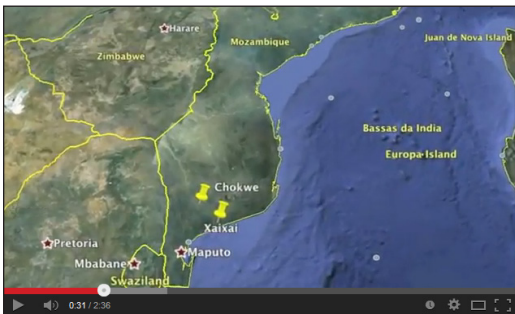 Harare
Juan de Nova Island
Mozambique
Zimbabwe
Bassas da India
Europa Island
Chokwe
Xaixai
Pretoria
Maputo
Mbabane
Swaziland
0:31 / 2:36